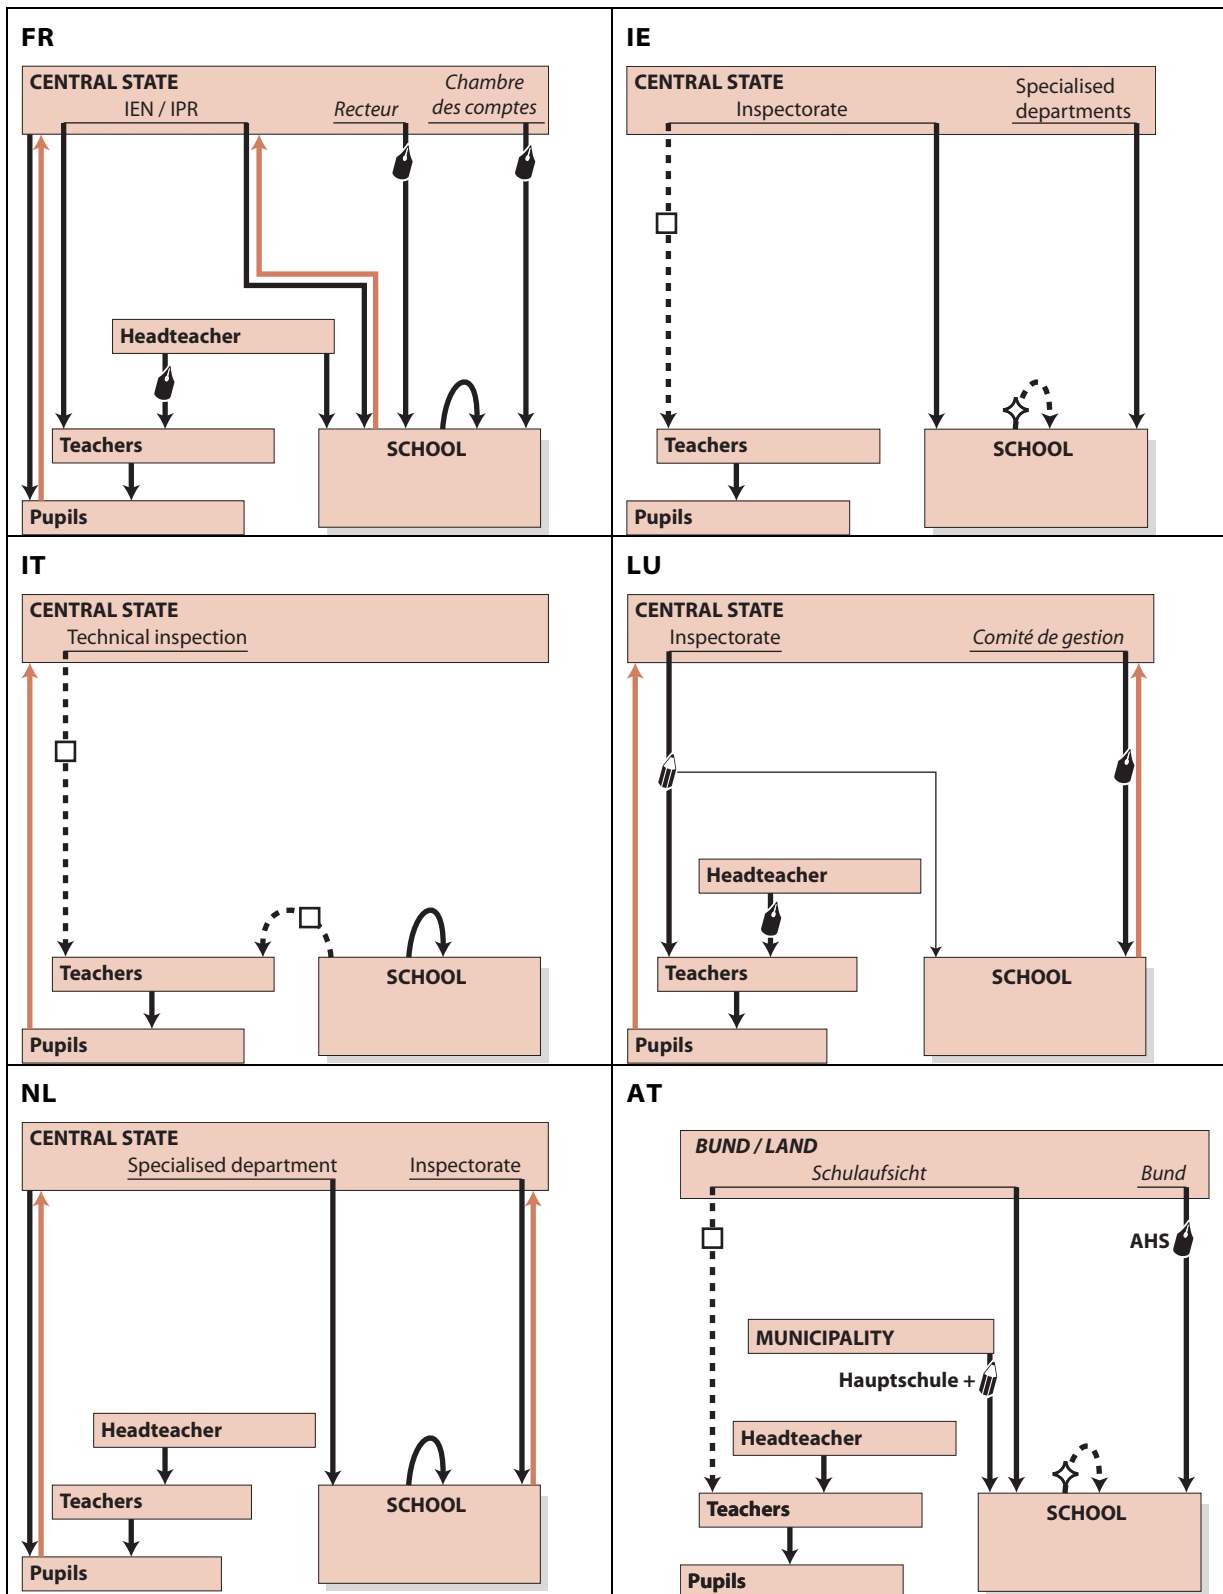 FR
CENTRAL STATE
IEN / IPR
Recteur
Chambre
des comptes
Headteacher
Teachers
SCHOOL
Pupils
IE
CENTRAL STATE
Inspectorate
Specialised
departments
Teachers
SCHOOL
Pupils
IT
CENTRAL STATE
Technical inspection
Teachers
SCHOOL
Pupils
LU
CENTRAL STATE
Inspectorate
Comité de gestion
Headteacher
Teachers
SCHOOL
Pupils
NL
CENTRAL STATE
Specialised department
Inspectorate
Headteacher
Teachers
SCHOOL
Pupils
AT
BUND / LAND
Schulaufsicht
Bund
AHS
MUNICIPALITY
Hauptschule +
Headteacher
Teachers
SCHOOL
Pupils